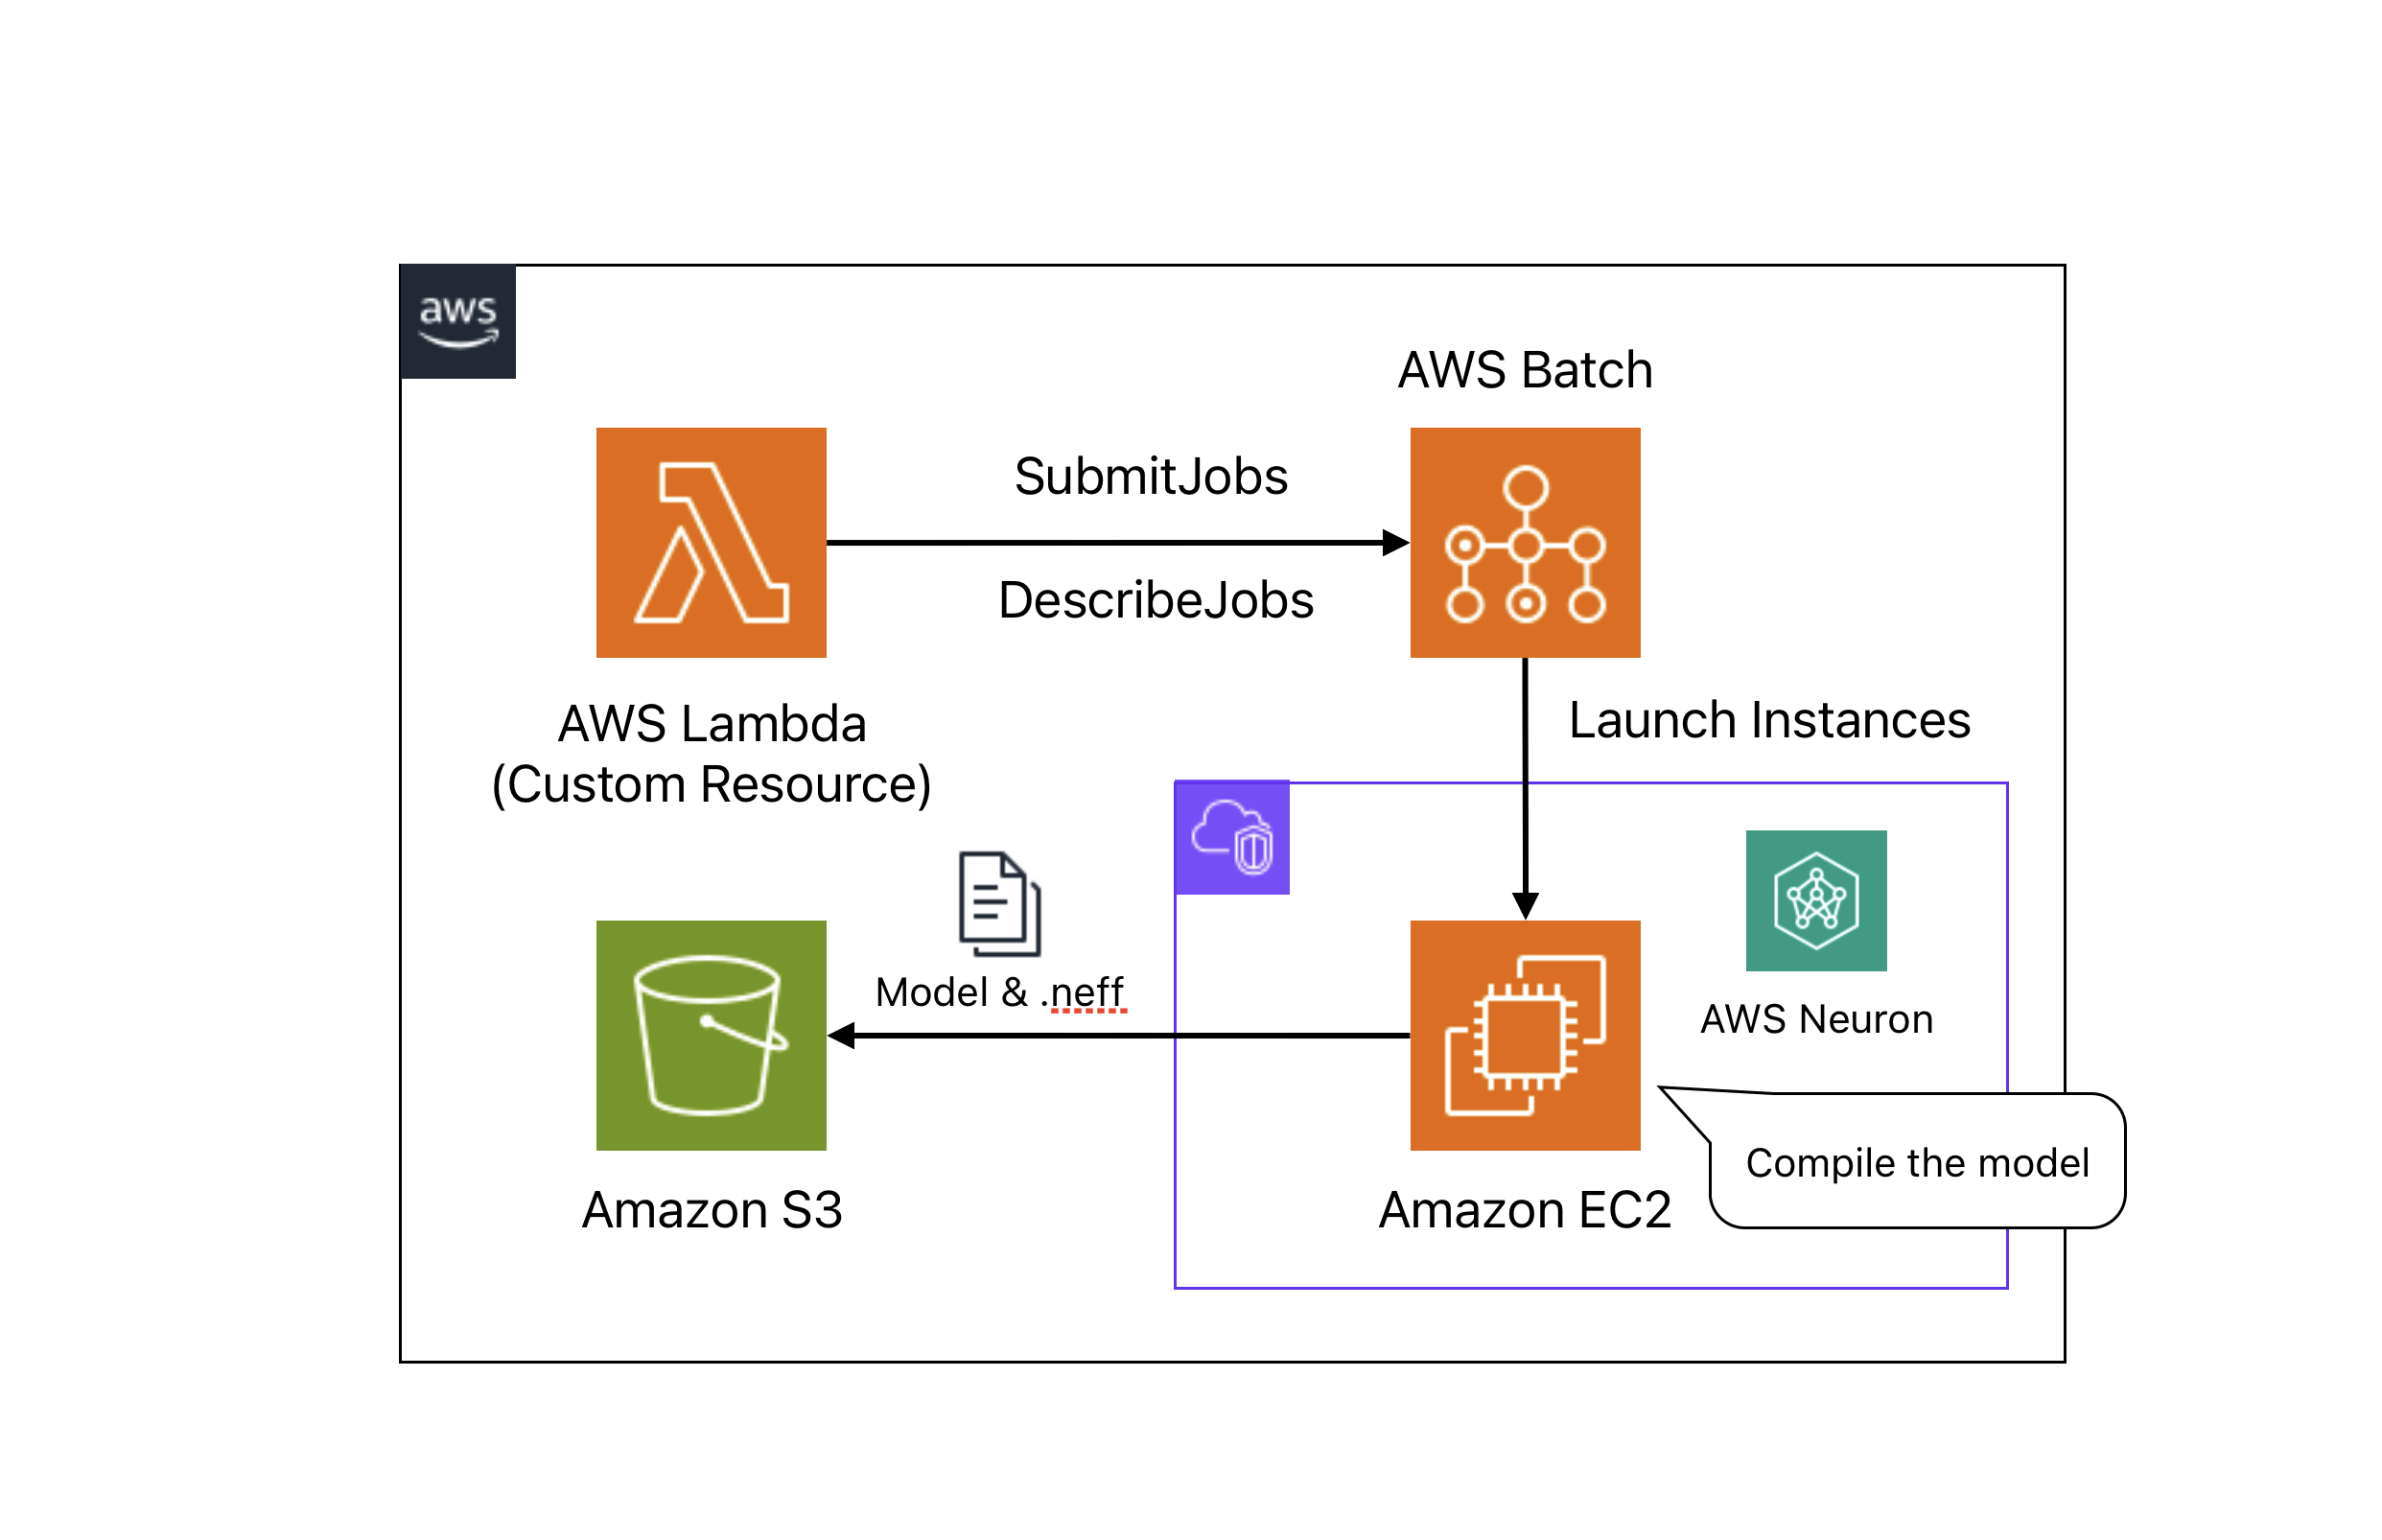 aws
AWS Batch
SubmitJobs
DescribeJobs
AWS Lambda
(Custom Resource)
Launch Instances
Model & .neff
AWS Neuron
Compile the model
Amazon S3
Amazon EC2